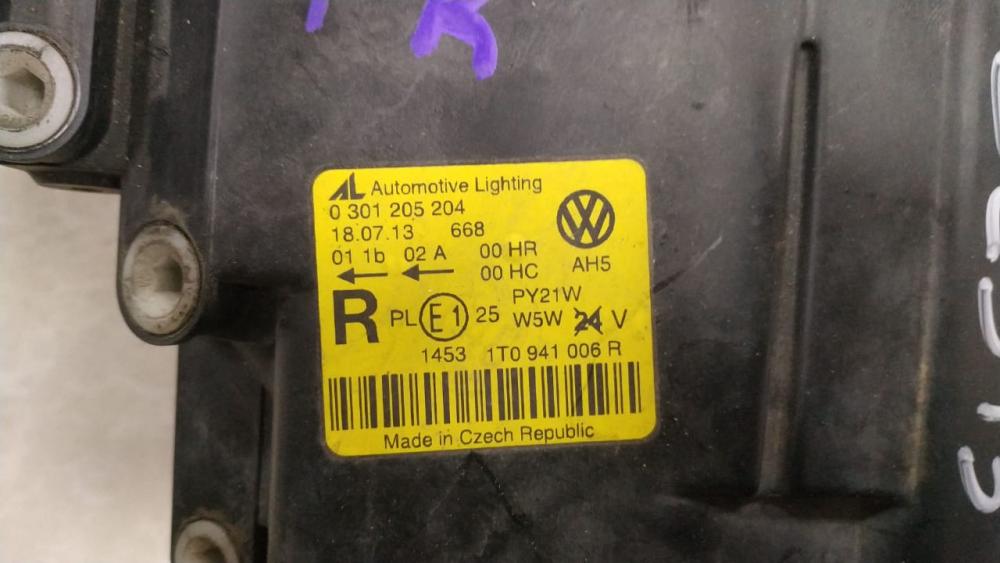 R
AL Automotive Lighting
0 301 205 204
18.07.13 668
01 1b 02 A 00 HR
00 HC AH5
R PL E1 25 PY21W
W5W 24 V
1453 1T0 941 006 R
Made in Czech Republic